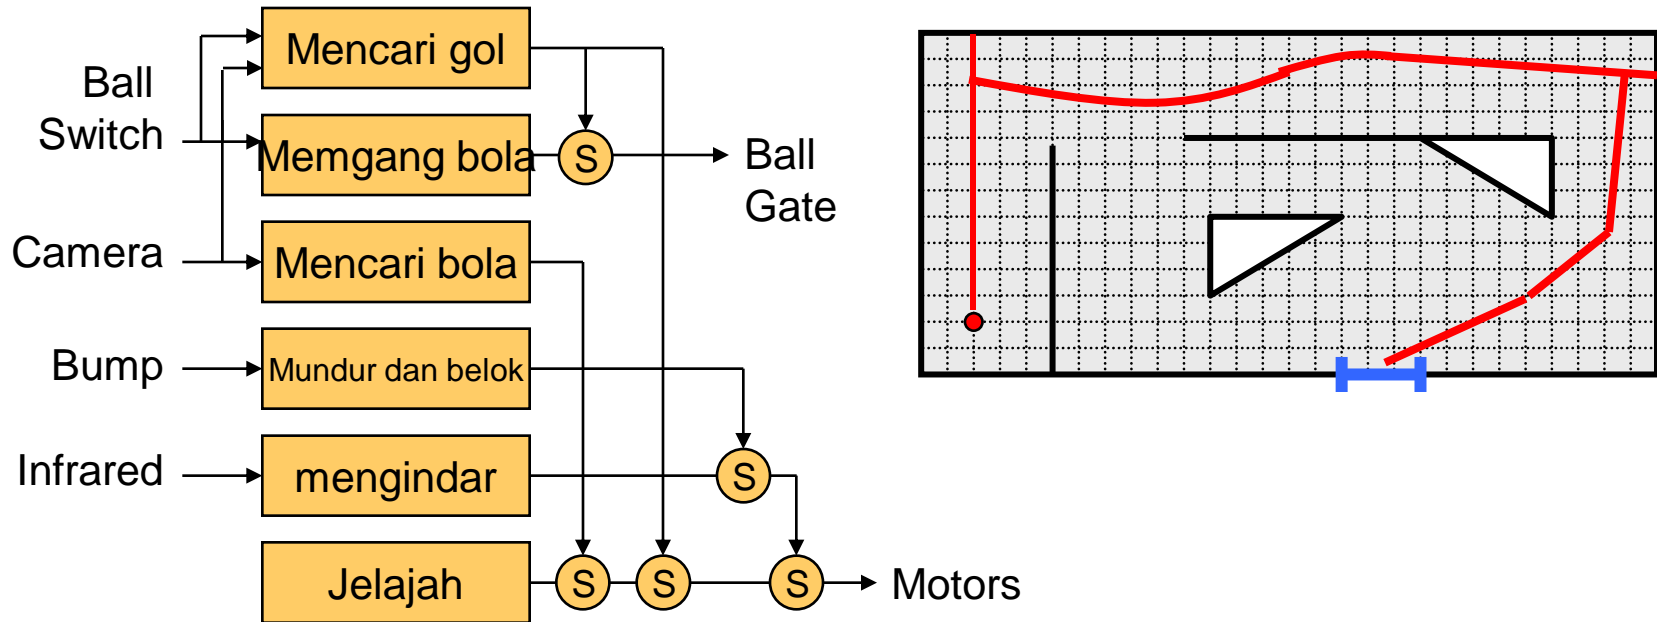 Ball
Switch
Camera
Bump
Infrared
Mencari gol
Memgang bola
Mencari bola
Mundur dan belok
mengindar
Jelajah
S
S
S
S
S
Ball
Gate
Motors